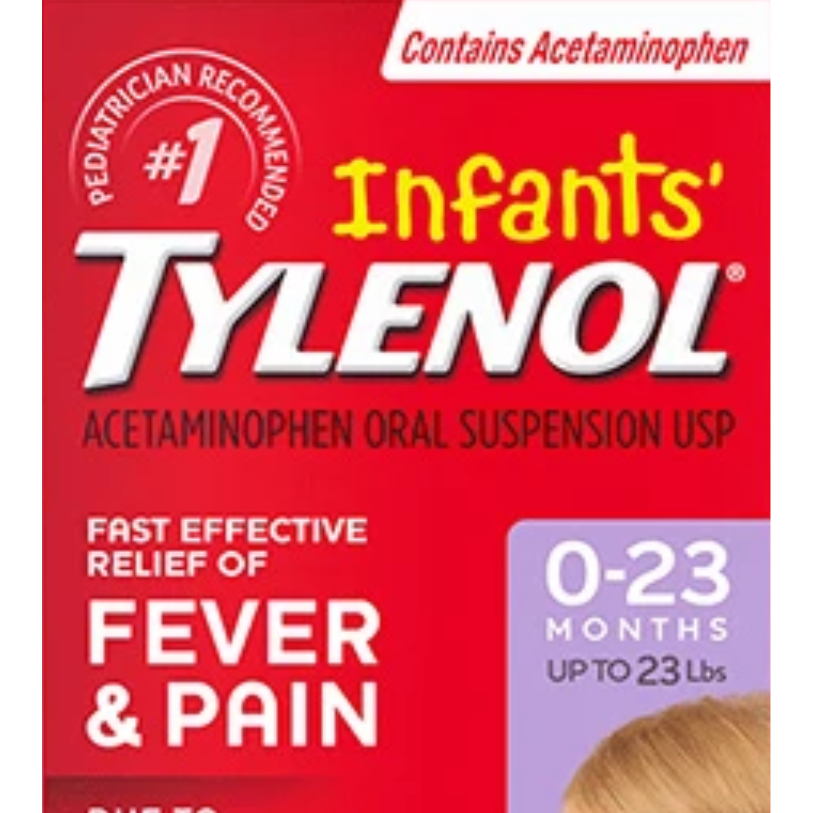 Contains Acetaminophen
PEDIATRICIAN RECOMMENDED
#1
Infants'
TYLENOL®
ACETAMINOPHEN ORAL SUSPENSION USP
FAST EFFECTIVE
RELIEF OF
FEVER
& PAIN
0-23
MONTHS
UP TO 23 Lbs